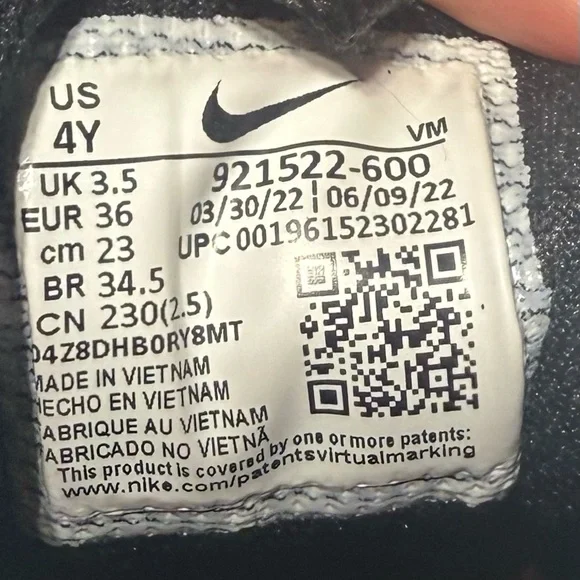 US
4Y
VM
UK 3.5
EUR 36
cm 23
BR 34.5
CN 230(2.5)
921522-600
03/30/22 | 06/09/22
UPC 00196152302281
04Z8DHB0RY8MT
MADE IN VIETNAM
HECHO EN VIETNAM
FABRIQUE AU VIETNAM
FABRICADO NO VIETNÃ
This product is covered by one or more patents:
www.nike.com/patentsvirtualmarking